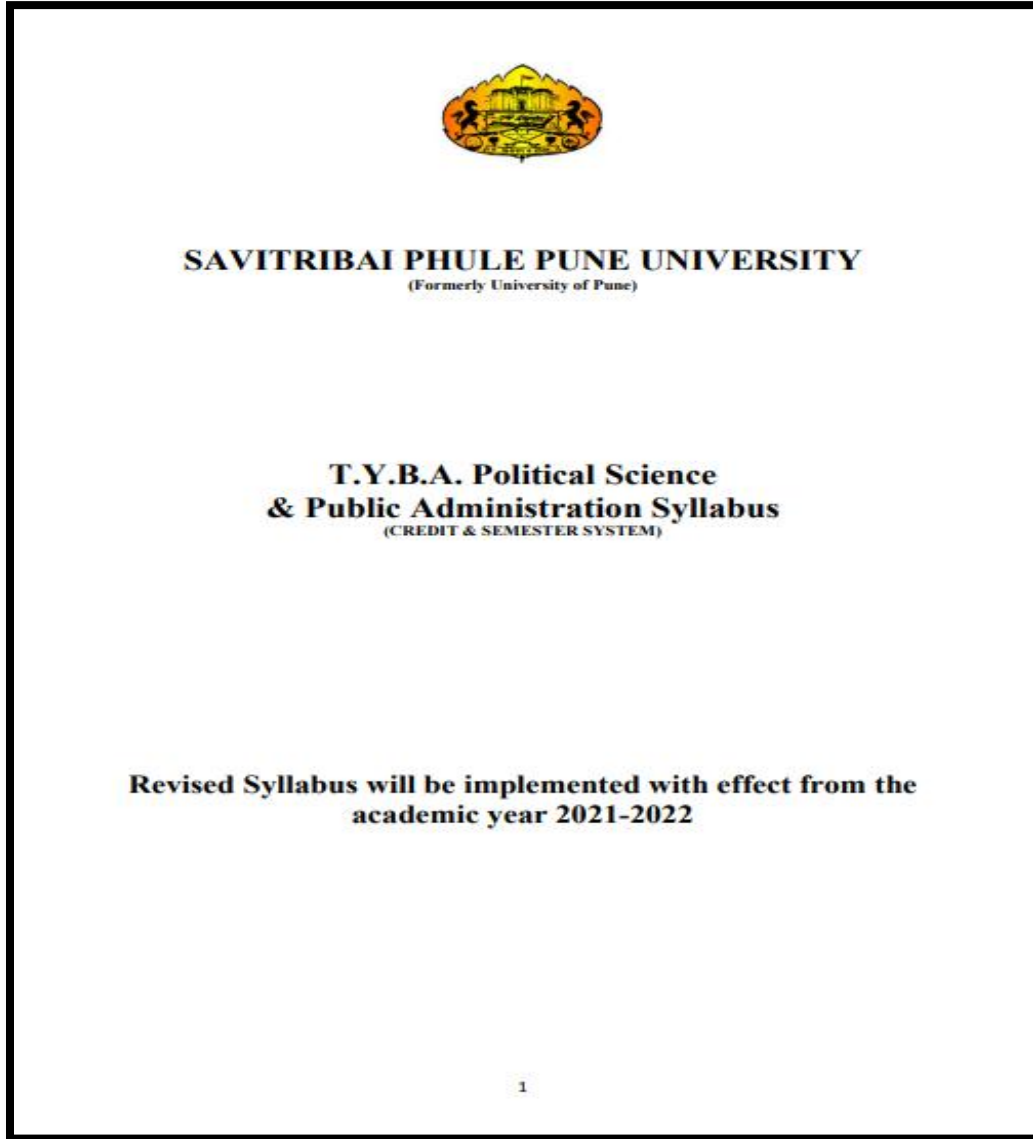 SAVITRIBAI PHULE PUNE UNIVERSITY
(Formerly University of Pune)
T.Y.B.A. Political Science
& Public Administration Syllabus
(CREDIT & SEMESTER SYSTEM)
Revised Syllabus will be implemented with effect from the
academic year 2021-2022
1